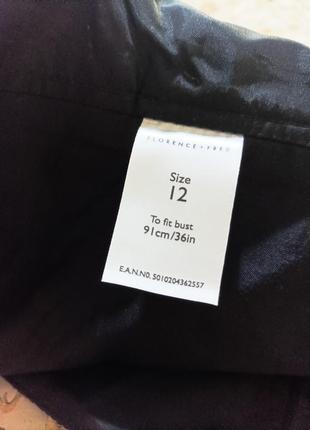 FLORENCE + FRED
Size
12
To fit bust
91cm/36in
E.A.N.NO. 5010204362557